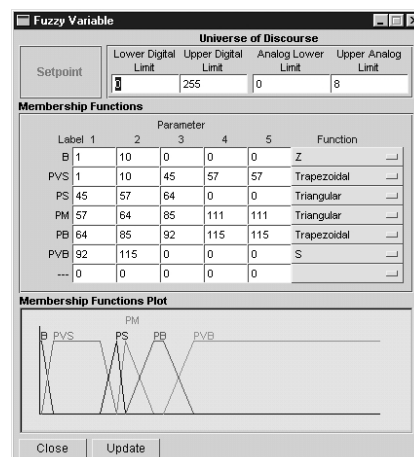 Fuzzy Variable
Universe of Discourse
Setpoint
Lower Digital Limit Upper Digital Limit Analog Lower Limit Upper Analog Limit
0 255 0 8
Membership Functions
Parameter
Label 1 2 3 4 5 Function
B 1 10 0 0 0 Z
PVS 1 10 45 57 57 Trapezoidal
PS 45 57 64 0 0 Triangular
PM 57 64 85 111 111 Triangular
PB 64 85 92 115 115 Trapezoidal
PVB 92 115 0 0 0 S
--- 0 0 0 0 0
Membership Functions Plot
PM
B PVS PS PB PVB
Close Update